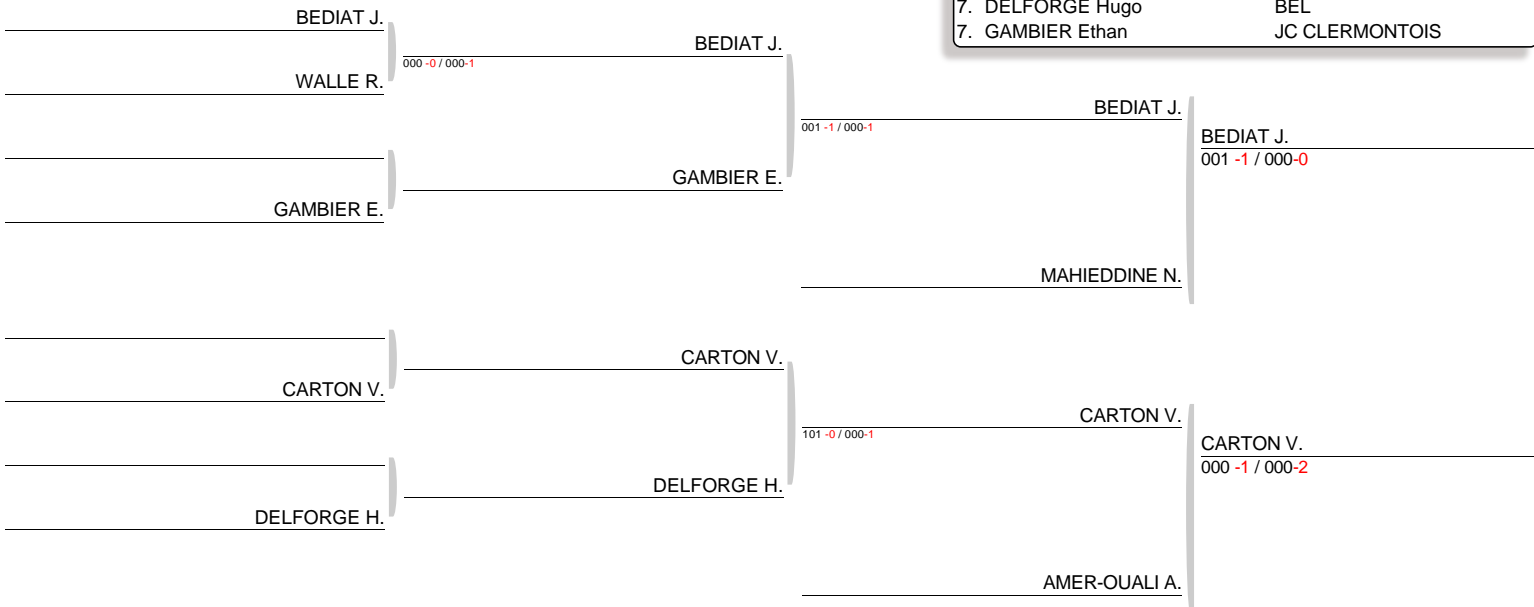 7. DELFORGE Hugo BEL
7. GAMBIER Ethan JC CLERMONTOIS
BEDIAT J.
WALLE R.
GAMBIER E.
CARTON V.
DELFORGE H.
BEDIAT J.
000 -0 / 000-1
GAMBIER E.
CARTON V.
DELFORGE H.
BEDIAT J.
001 -1 / 000-1
MAHIEDDINE N.
CARTON V.
101 -0 / 000-1
AMER-OUALI A.
BEDIAT J.
001 -1 / 000-0
CARTON V.
000 -1 / 000-2